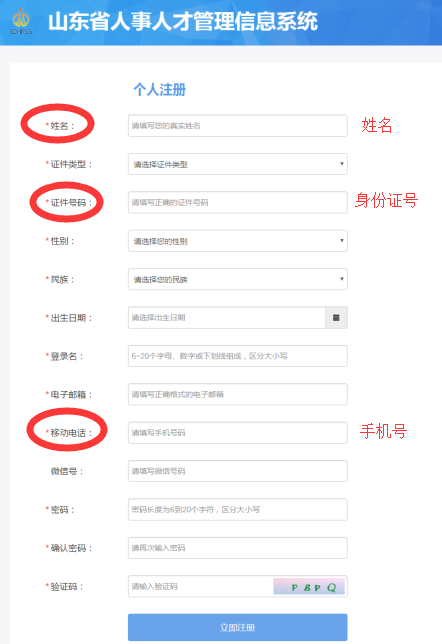 SDHRSS
山东省人事人才管理信息系统
个人注册
*姓名： 请填写您的真实姓名 姓名
*证件类型： 请选择证件类型
*证件号码： 请填写正确的证件号码 身份证号
*性别： 请选择您的性别
*民族： 请选择您的民族
*出生日期： 请选择出生日期
*登录名： 6~20个字母、数字或下划线组成，区分大小写
*电子邮箱： 请填写正确格式的电子邮箱
*移动电话： 请填写手机号码 手机号
微信号： 请填写微信号码
*密码： 密码长度为6到20个字符，区分大小写
*确认密码： 请再次输入密码
*验证码： 请输入验证码 P 8 P Q
立即注册